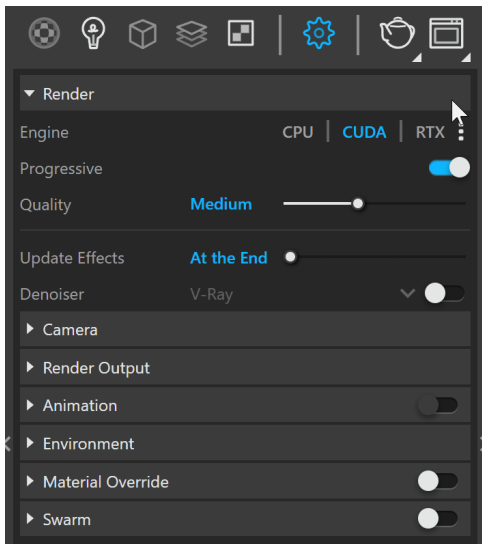 Render
Engine CPU CUDA RTX
Progressive
Quality Medium
Update Effects At the End
Denoiser V-Ray
Camera
Render Output
Animation
Environment
Material Override
Swarm